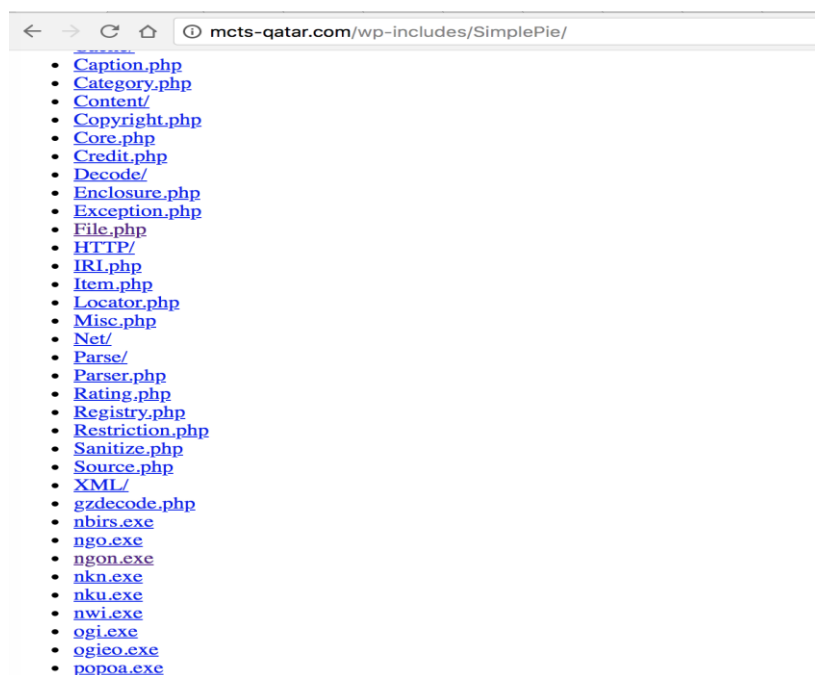 mcts-qatar.com/wp-includes/SimplePie/
Caption.php
Category.php
Content/
Copyright.php
Core.php
Credit.php
Decode/
Enclosure.php
Exception.php
File.php
HTTP/
IRI.php
Item.php
Locator.php
Misc.php
Net/
Parse/
Parser.php
Rating.php
Registry.php
Restriction.php
Sanitize.php
Source.php
XML/
gzdecode.php
nbirs.exe
ngo.exe
ngon.exe
nkn.exe
nku.exe
nwi.exe
ogi.exe
ogieo.exe
popoa.exe